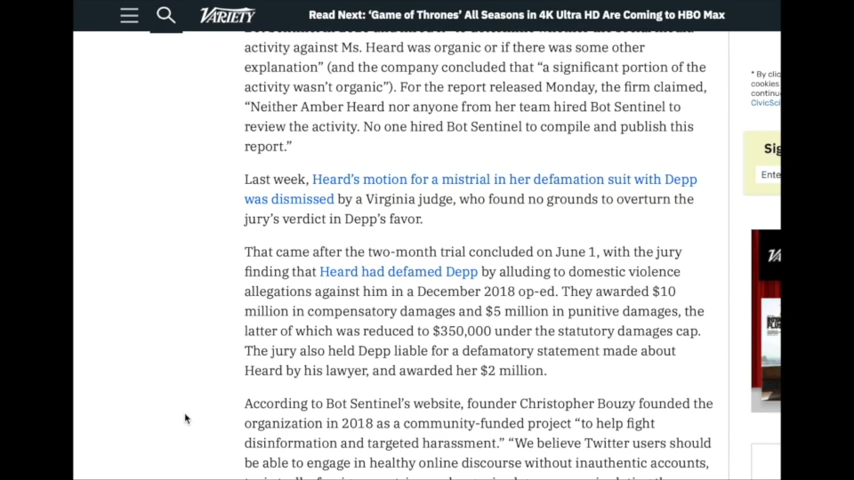 VARIETY
Read Next: ‘Game of Thrones’ All Seasons in 4K Ultra HD Are Coming to HBO Max
activity against Ms. Heard was organic or if there was some other
explanation” (and the company concluded that “a significant portion of the
activity wasn’t organic”). For the report released Monday, the firm claimed,
“Neither Amber Heard nor anyone from her team hired Bot Sentinel to
review the activity. No one hired Bot Sentinel to compile and publish this
report.”
Last week, Heard’s motion for a mistrial in her defamation suit with Depp
was dismissed by a Virginia judge, who found no grounds to overturn the
jury’s verdict in Depp’s favor.
That came after the two-month trial concluded on June 1, with the jury
finding that Heard had defamed Depp by alluding to domestic violence
allegations against him in a December 2018 op-ed. They awarded $10
million in compensatory damages and $5 million in punitive damages, the
latter of which was reduced to $350,000 under the statutory damages cap.
The jury also held Depp liable for a defamatory statement made about
Heard by his lawyer, and awarded her $2 million.
According to Bot Sentinel’s website, founder Christopher Bouzy founded the
organization in 2018 as a community-funded project “to help fight
disinformation and targeted harassment.” “We believe Twitter users should
be able to engage in healthy online discourse without inauthentic accounts,
* By clic
cookies
continu
CivicSci
Sig
Ente